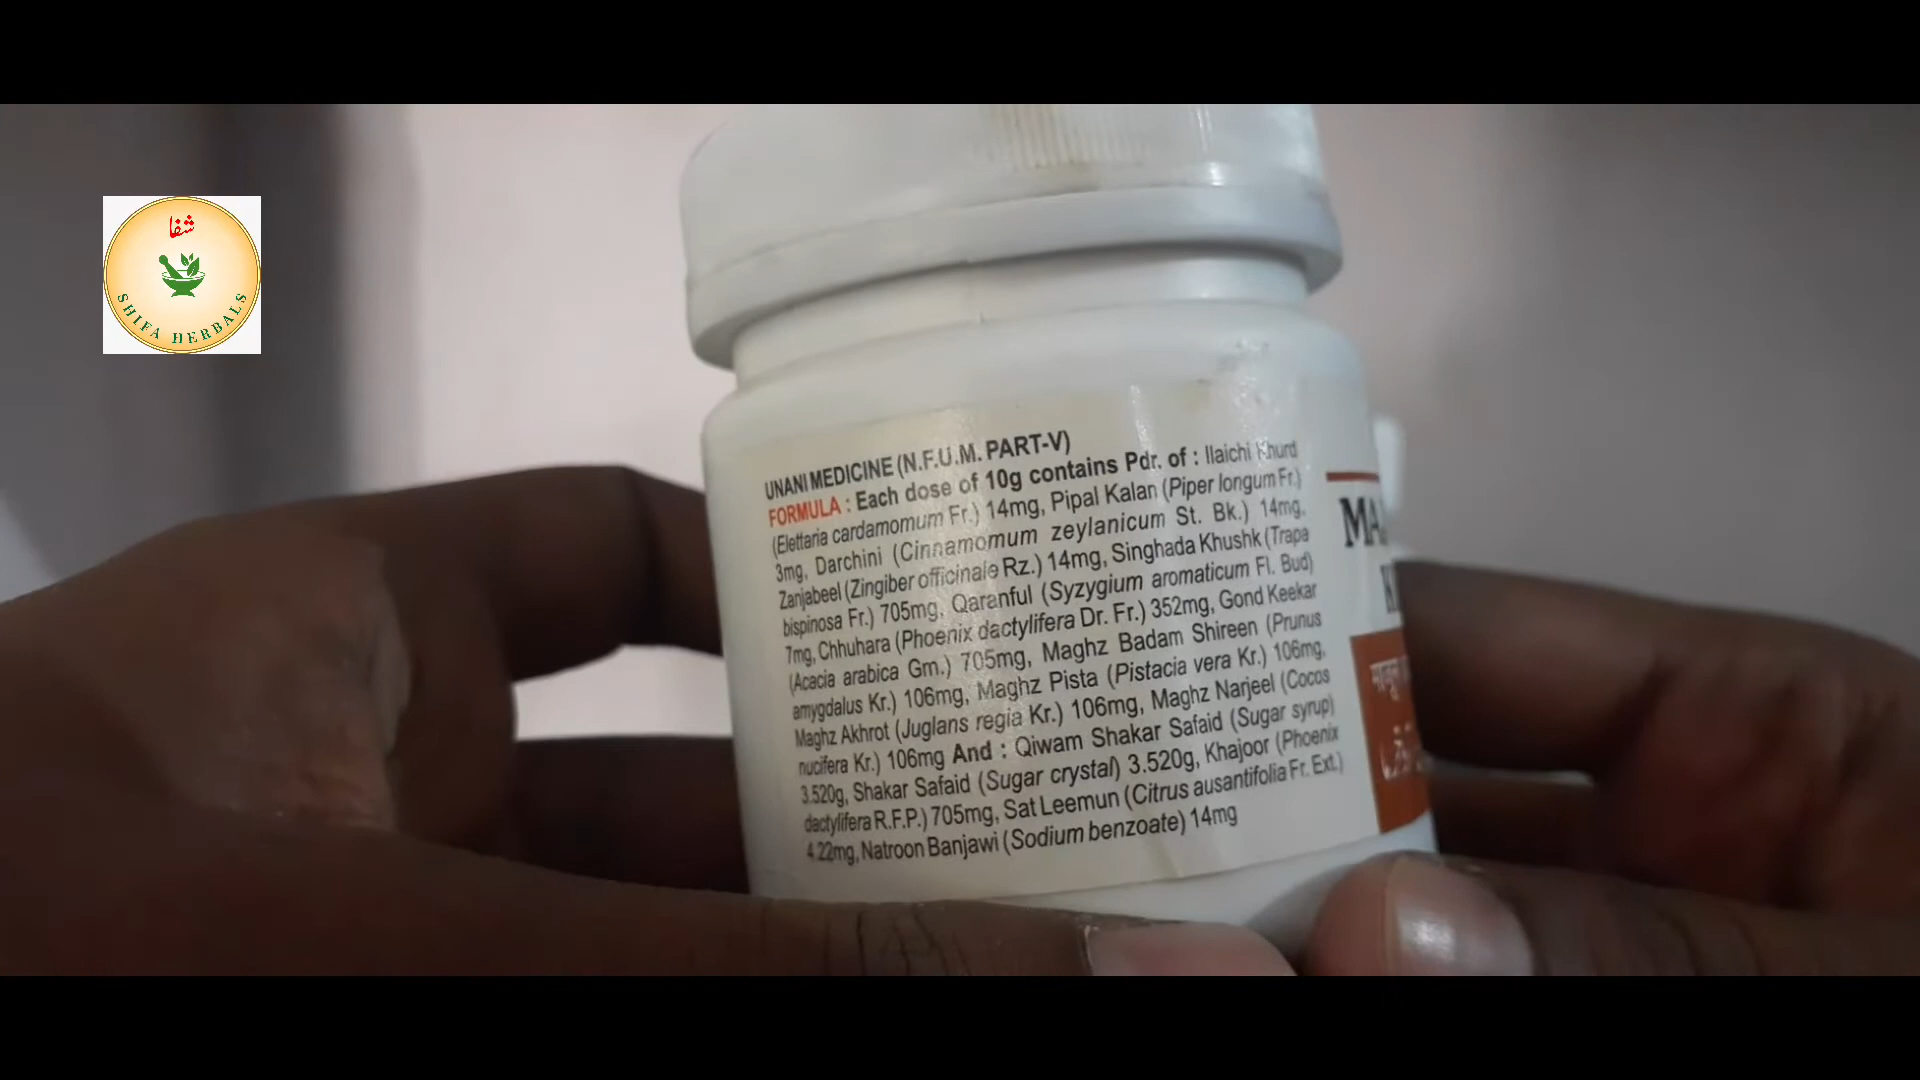 شفا
SHIFA HERBALS
UNANI MEDICINE (N.F.U.M. PART-V)
FORMULA : Each dose of 10g contains Pdr. of : Ilaichi Khurd
(Elettaria cardamomum Fr.) 14mg, Pipal Kalan (Piper longum Fr.)
3mg, Darchini (Cinnamomum zeylanicum St. Bk.) 14mg,
Zanjabeel (Zingiber officinale Rz.) 14mg, Singhada Khushk (Trapa
bispinosa Fr.) 705mg, Qaranful (Syzygium aromaticum Fl. Bud)
7mg, Chhuhara (Phoenix dactylifera Dr. Fr.) 352mg, Gond Keekar
(Acacia arabica Gm.) 705mg, Maghz Badam Shireen (Prunus
amygdalus Kr.) 106mg, Maghz Pista (Pistacia vera Kr.) 106mg,
Maghz Akhrot (Juglans regia Kr.) 106mg, Maghz Narjeel (Cocos
nucifera Kr.) 106mg And : Qiwam Shakar Safaid (Sugar syrup)
3.520g, Shakar Safaid (Sugar crystal) 3.520g, Khajoor (Phoenix
dactylifera R.F.P.) 705mg, Sat Leemun (Citrus ausantifolia Fr. Ext.)
4.22mg, Natroon Banjawi (Sodium benzoate) 14mg